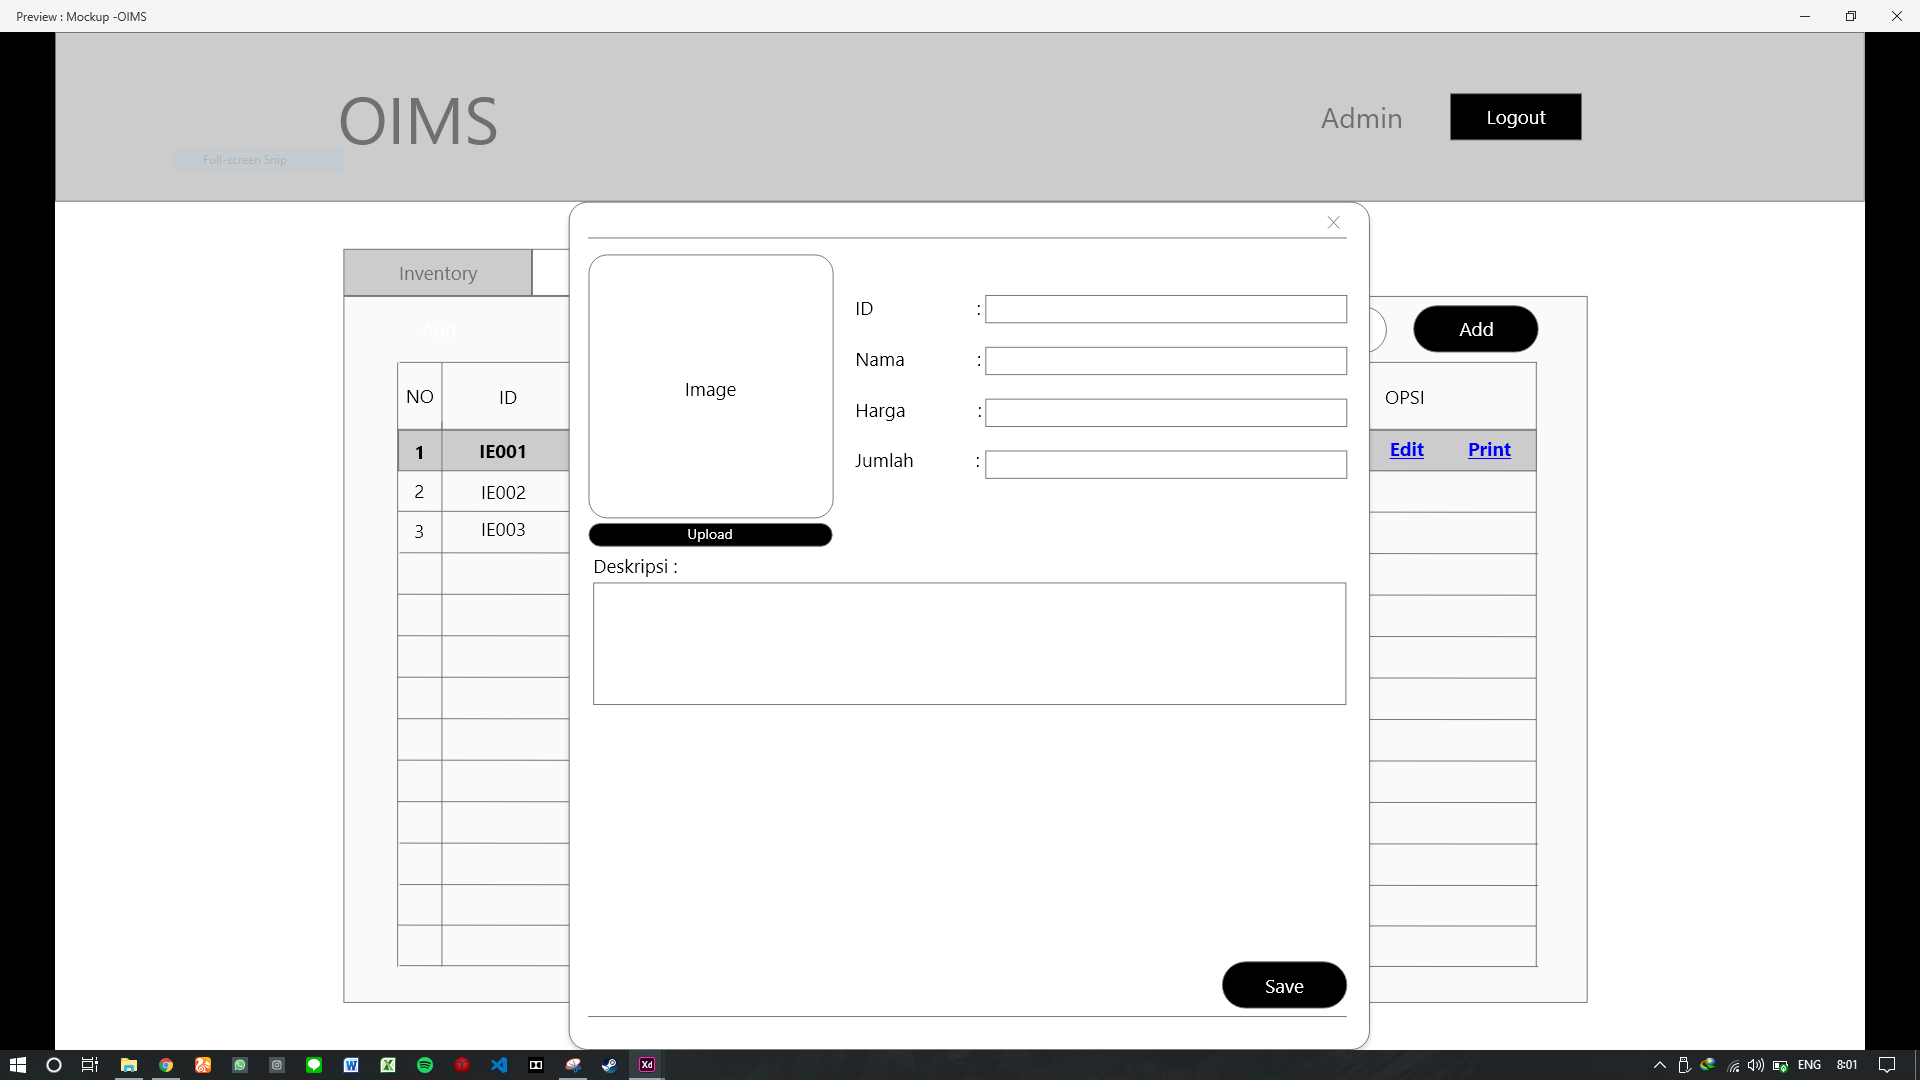 Preview : Mockup -OIMS
OIMS
Admin
Logout
Full-screen Snip
Inventory
Add
Add
NO
ID
OPSI
1
IE001
Edit
Print
2
IE002
3
IE003
Image
Upload
ID :
Nama :
Harga :
Jumlah :
Deskripsi :
Save
ENG
8:01